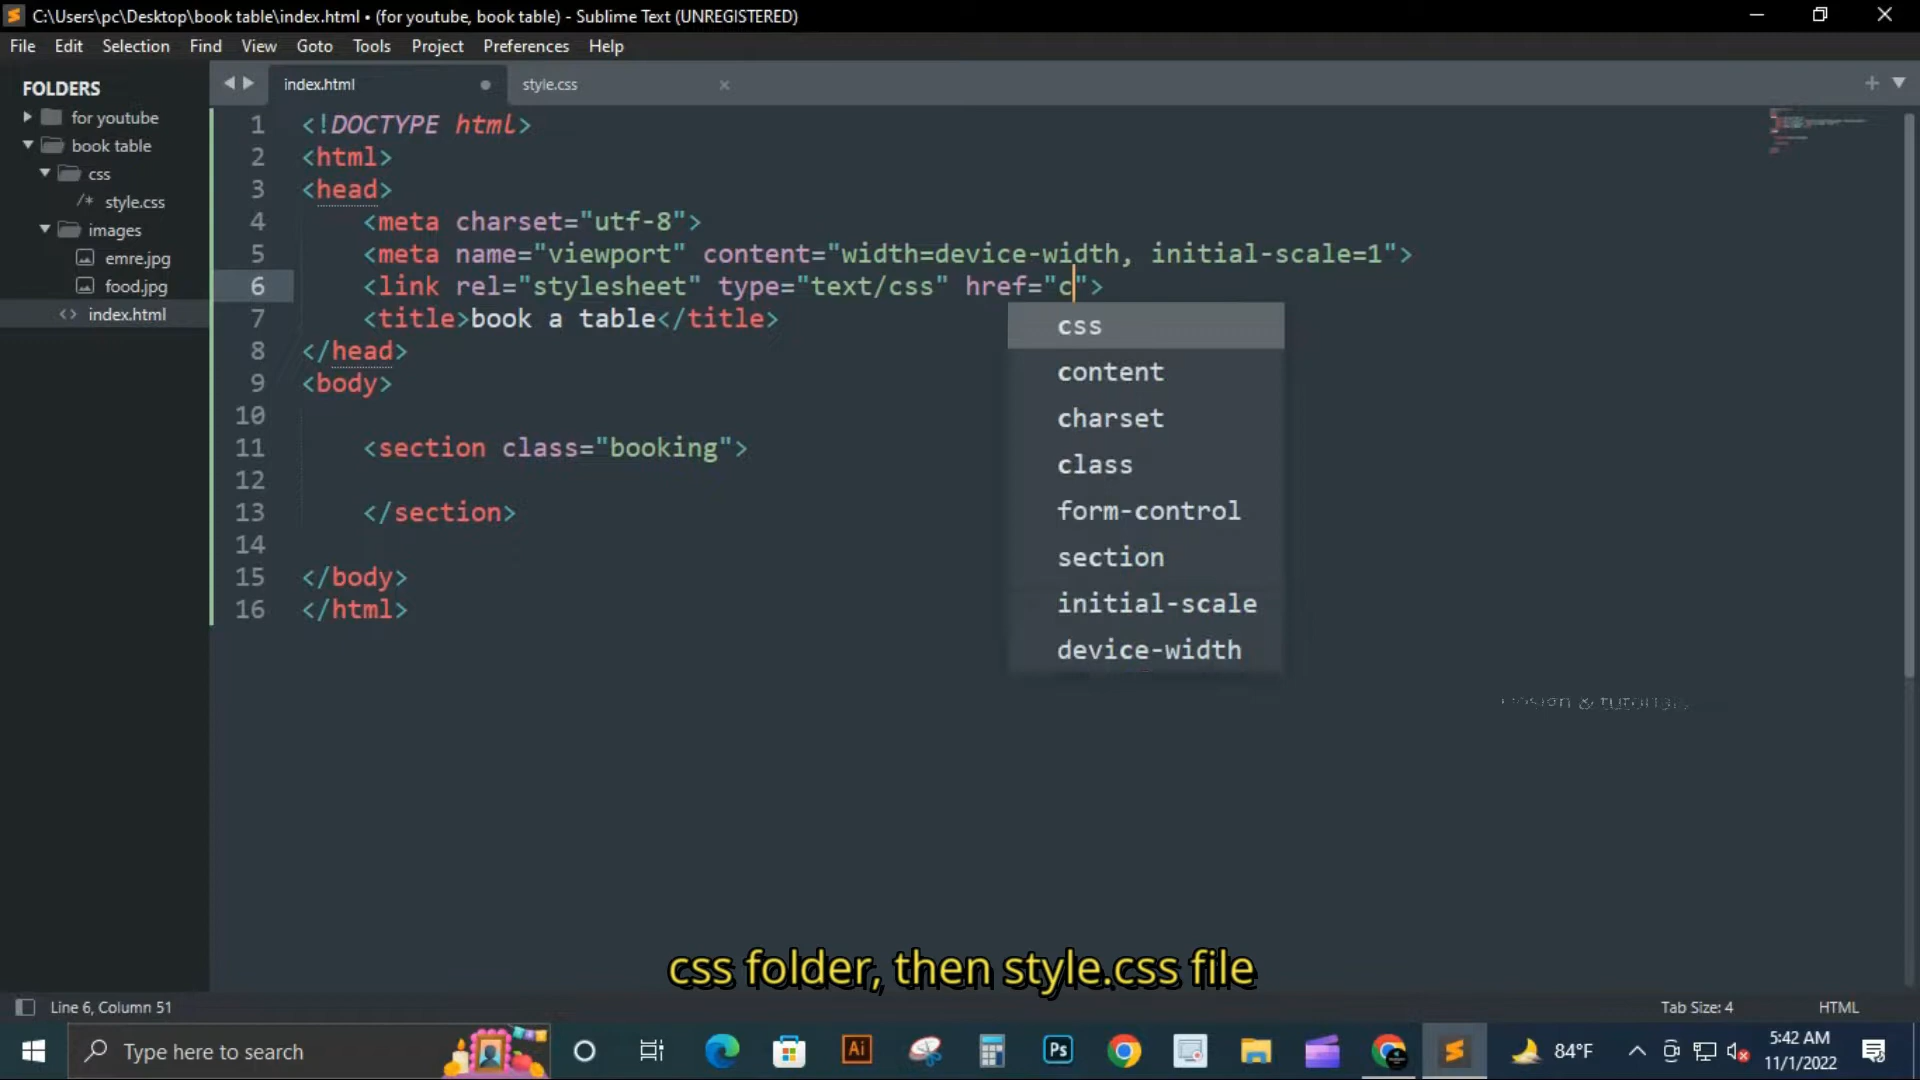 C:\Users\pc\Desktop\book table\index.html • (for youtube, book table) - Sublime Text (UNREGISTERED)
File Edit Selection Find View Goto Tools Project Preferences Help
FOLDERS
for youtube
book table
css
/* style.css
images
emre.jpg
food.jpg
<> index.html
index.html
style.css
1 <!DOCTYPE html>
2 <html>
3 <head>
4 <meta charset="utf-8">
5 <meta name="viewport" content="width=device-width, initial-scale=1">
6 <link rel="stylesheet" type="text/css" href="c">
7 <title>book a table</title>
8 </head>
9 <body>
10
11 <section class="booking">
12
13 </section>
14
15 </body>
16 </html>
css
content
charset
class
form-control
section
initial-scale
device-width
& tutorials
css folder, then style.css file
Line 6, Column 51
Tab Size: 4
HTML
Type here to search
Ai
Ps
84°F
5:42 AM
11/1/2022